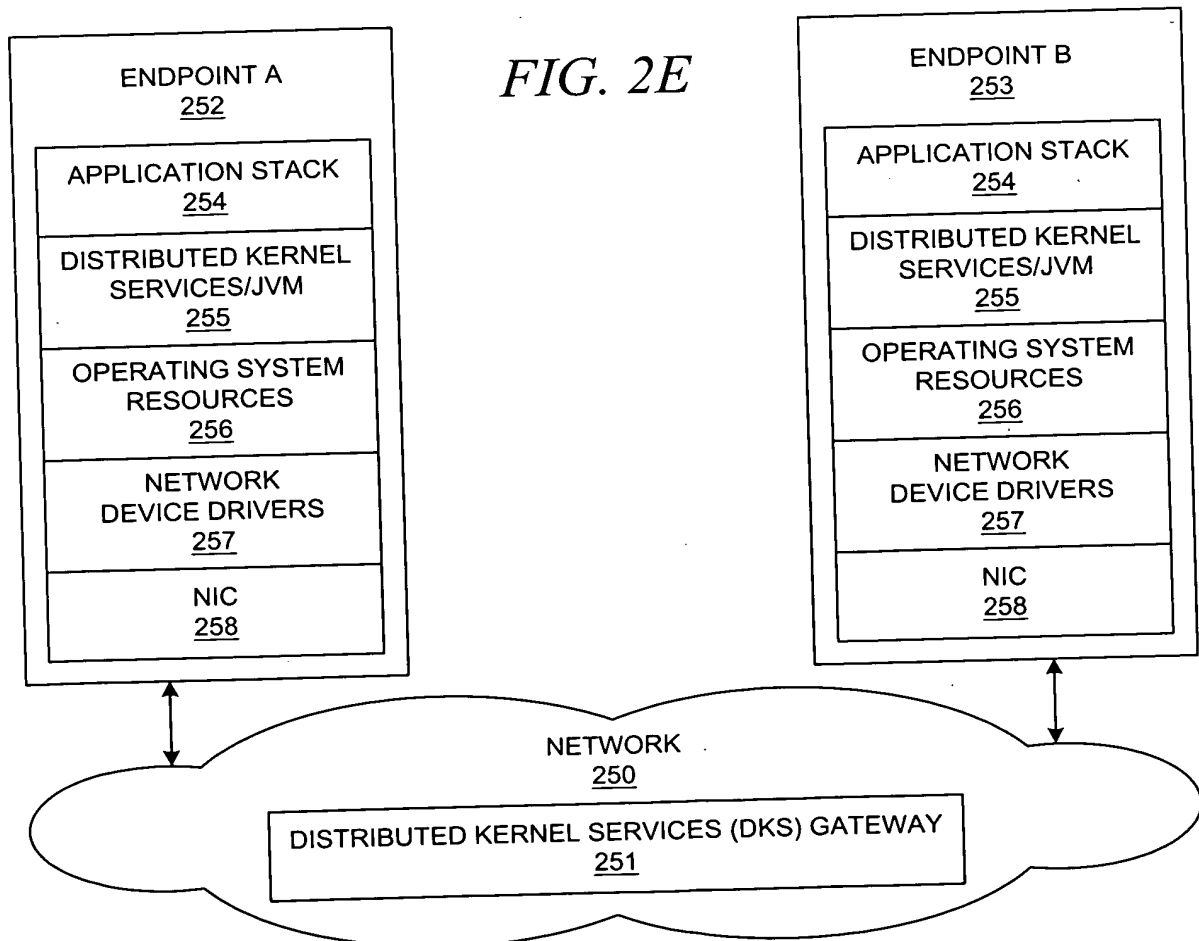 FIG. 2E
ENDPOINT A
252
APPLICATION STACK
254
DISTRIBUTED KERNEL
SERVICES/JVM
255
OPERATING SYSTEM
RESOURCES
256
NETWORK
DEVICE DRIVERS
257
NIC
258
ENDPOINT B
253
APPLICATION STACK
254
DISTRIBUTED KERNEL
SERVICES/JVM
255
OPERATING SYSTEM
RESOURCES
256
NETWORK
DEVICE DRIVERS
257
NIC
258
NETWORK
250
DISTRIBUTED KERNEL SERVICES (DKS) GATEWAY
251